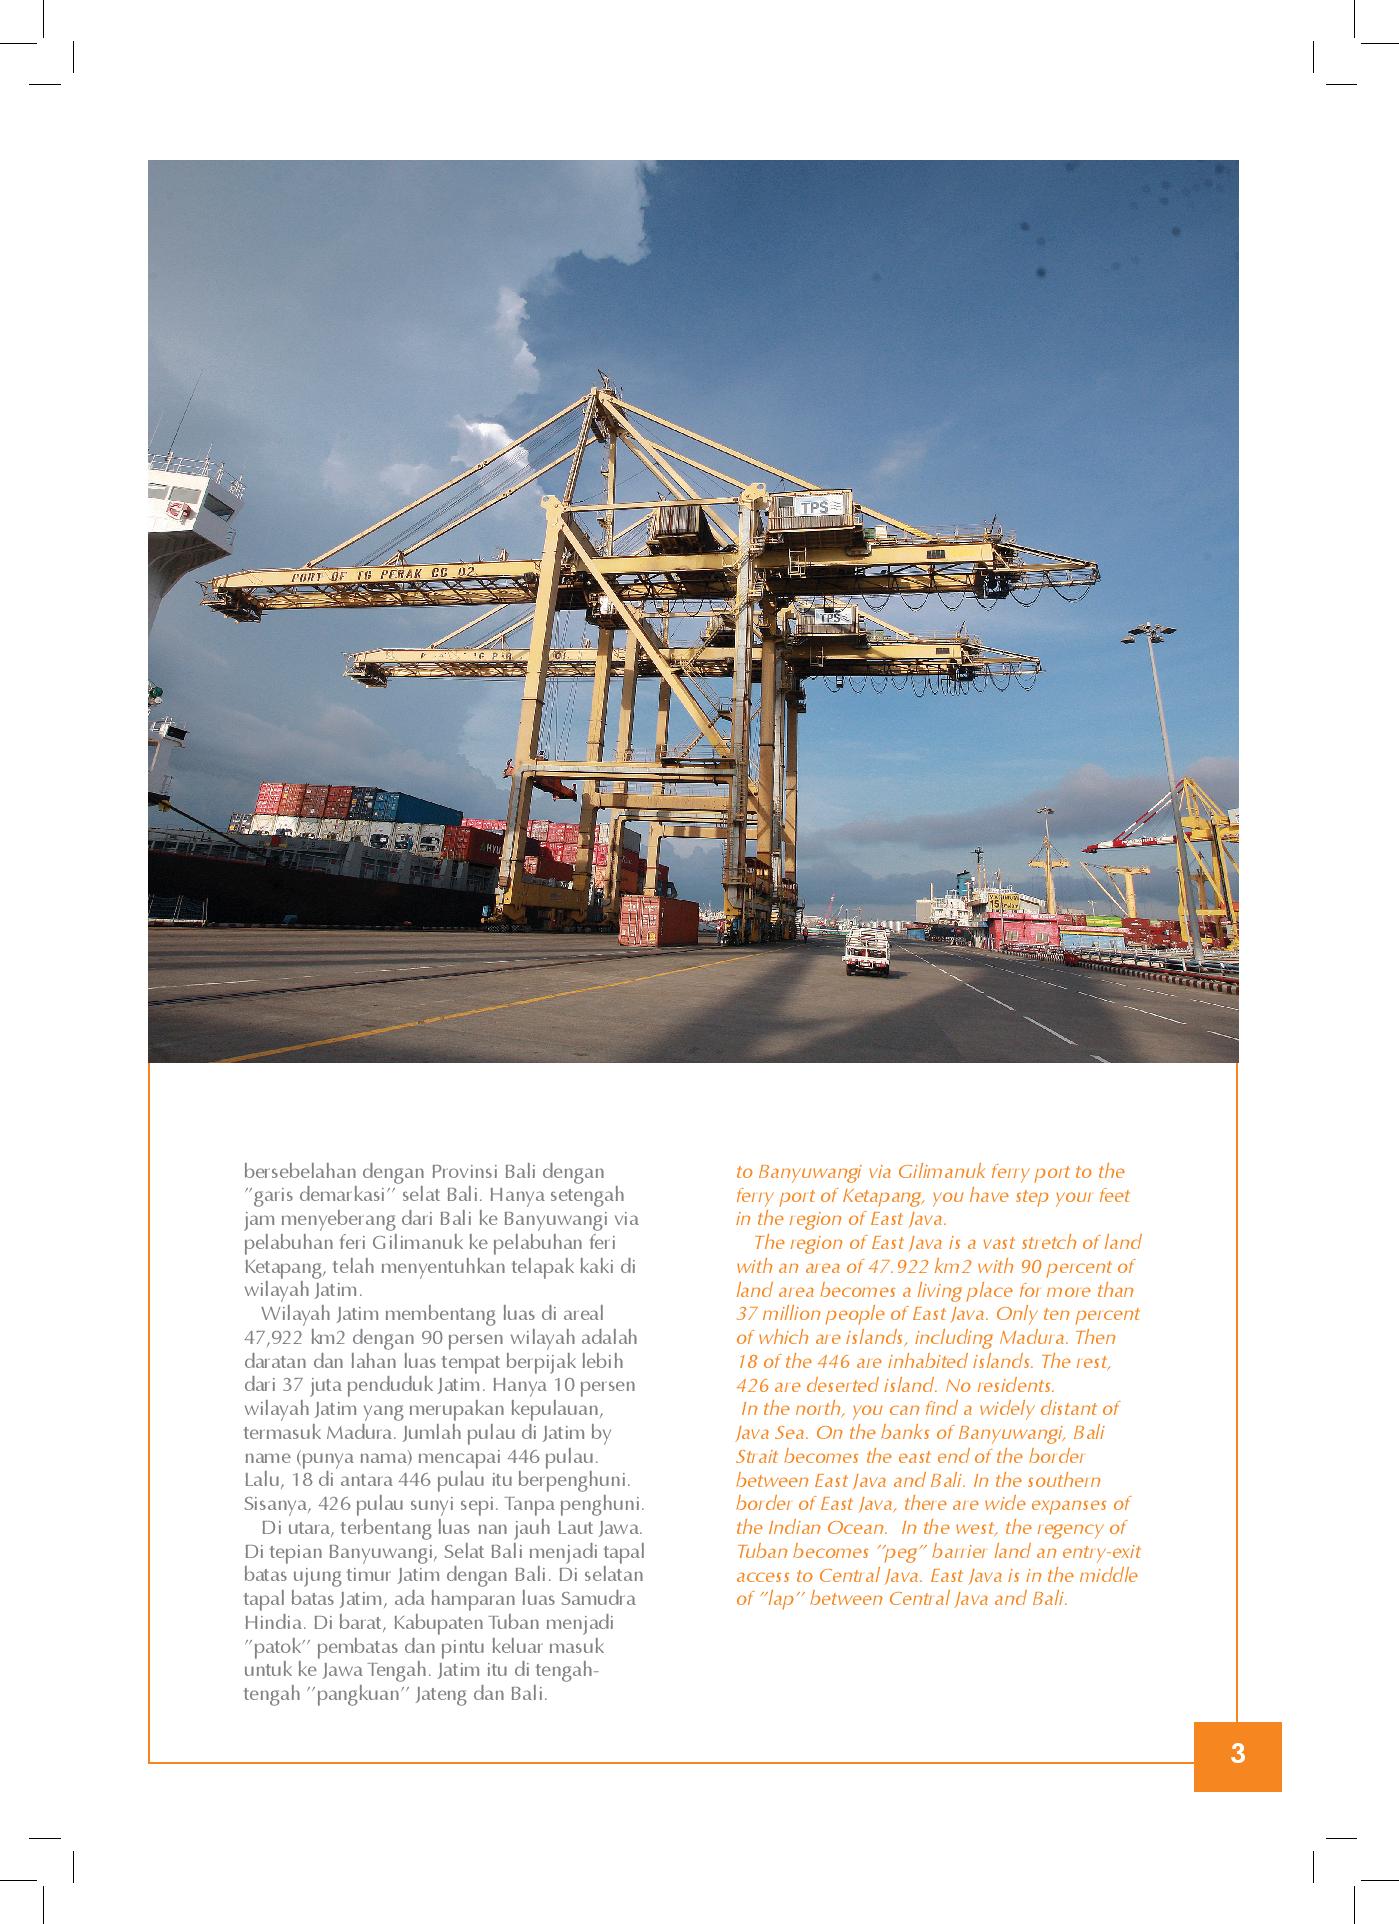 TPS
PORT OF TG PERAK CC 02
TPS
bersebelahan dengan Provinsi Bali dengan
"garis demarkasi" selat Bali. Hanya setengah
jam menyeberang dari Bali ke Banyuwangi via
pelabuhan feri Gilimanuk ke pelabuhan feri
Ketapang, telah menyentuhkan telapak kaki di
wilayah Jatim.
Wilayah Jatim membentang luas di areal
47,922 km2 dengan 90 persen wilayah adalah
daratan dan lahan luas tempat berpijak lebih
dari 37 juta penduduk Jatim. Hanya 10 persen
wilayah Jatim yang merupakan kepulauan,
termasuk Madura. Jumlah pulau di Jatim by
name (punya nama) mencapai 446 pulau.
Lalu, 18 di antara 446 pulau itu berpenghuni.
Sisanya, 426 pulau sunyi sepi. Tanpa penghuni.
Di utara, terbentang luas nan jauh Laut Jawa.
Di tepian Banyuwangi, Selat Bali menjadi tapal
batas ujung timur Jatim dengan Bali. Di selatan
tapal batas Jatim, ada hamparan luas Samudra
Hindia. Di barat, Kabupaten Tuban menjadi
"patok" pembatas dan pintu keluar masuk
untuk ke Jawa Tengah. Jatim itu di tengah-
tengah "pangkuan" Jateng dan Bali.
to Banyuwangi via Gilimanuk ferry port to the
ferry port of Ketapang, you have step your feet
in the region of East Java.
The region of East Java is a vast stretch of land
with an area of 47.922 km2 with 90 percent of
land area becomes a living place for more than
37 million people of East Java. Only ten percent
of which are islands, including Madura. Then
18 of the 446 are inhabited islands. The rest,
426 are deserted island. No residents.
In the north, you can find a widely distant of
Java Sea. On the banks of Banyuwangi, Bali
Strait becomes the east end of the border
between East Java and Bali. In the southern
border of East Java, there are wide expanses of
the Indian Ocean. In the west, the regency of
Tuban becomes "peg" barrier land an entry-exit
access to Central Java. East Java is in the middle
of "lap" between Central Java and Bali.
3